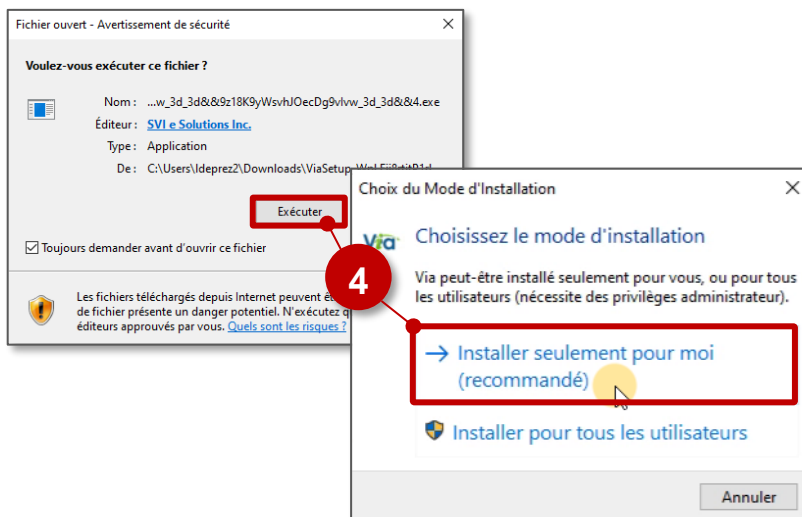 Fichier ouvert - Avertissement de sécurité
Voulez-vous exécuter ce fichier ?
Nom : ...w_3d_3d&&9z18K9yWsvhJOecDg9vlvw_3d_3d&&4.exe
Éditeur : SVI e Solutions Inc.
Type : Application
De : C:\Users\ldeprez2\Downloads\ViaSetup
Exécuter
Toujours demander avant d'ouvrir ce fichier
Les fichiers téléchargés depuis Internet peuvent
de fichier présente un danger potentiel. N'exécutez
éditeurs approuvés par vous. Quels sont les risques ?
4
Choix du Mode d'Installation
Via
Choisissez le mode d'installation
Via peut-être installé seulement pour vous, ou pour tous
les utilisateurs (nécessite des privilèges administrateur).
Installer seulement pour moi
(recommandé)
Installer pour tous les utilisateurs
Annuler